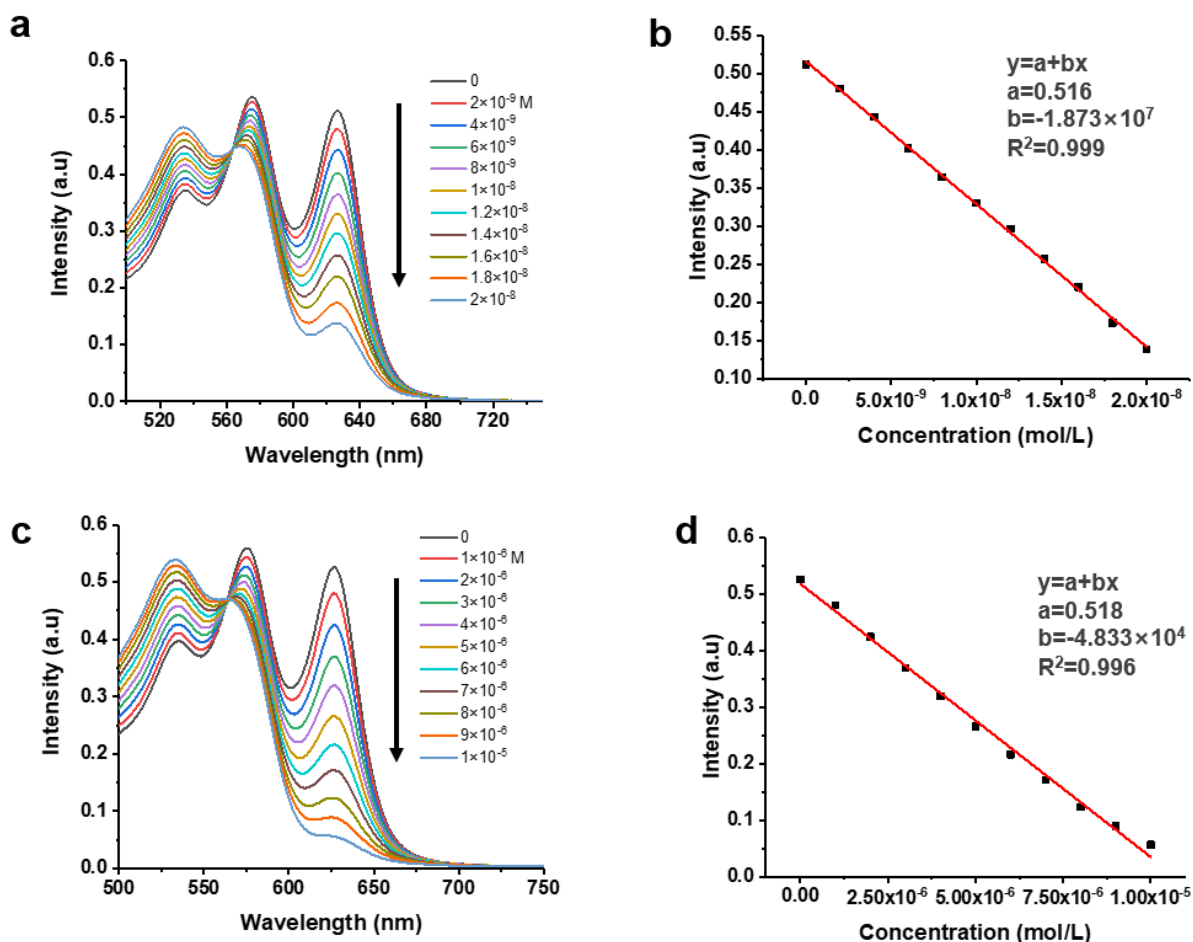 a
Intensity (a.u)
0.6
0.5
0.4
0.3
0.2
0.1
0.0
520 560 600 640 680 720
Wavelength (nm)
0
2×10⁻⁹ M
4×10⁻⁹
6×10⁻⁹
8×10⁻⁹
1×10⁻⁸
1.2×10⁻⁸
1.4×10⁻⁸
1.6×10⁻⁸
1.8×10⁻⁸
2×10⁻⁸
b
Intensity (a.u)
0.55
0.50
0.45
0.40
0.35
0.30
0.25
0.20
0.15
0.10
0.0 5.0x10⁻⁹ 1.0x10⁻⁸ 1.5x10⁻⁸ 2.0x10⁻⁸
Concentration (mol/L)
y=a+bx
a=0.516
b=-1.873×10⁷
R²=0.999
c
Intensity (a.u)
0.6
0.5
0.4
0.3
0.2
0.1
0.0
500 550 600 650 700 750
Wavelength (nm)
0
1×10⁻⁶ M
2×10⁻⁶
3×10⁻⁶
4×10⁻⁶
5×10⁻⁶
6×10⁻⁶
7×10⁻⁶
8×10⁻⁶
9×10⁻⁶
1×10⁻⁵
d
Intensity (a.u)
0.6
0.5
0.4
0.3
0.2
0.1
0.0
0.00 2.50x10⁻⁶ 5.00x10⁻⁶ 7.50x10⁻⁶ 1.00x10⁻⁵
Concentration (mol/L)
y=a+bx
a=0.518
b=-4.833×10⁴
R²=0.996